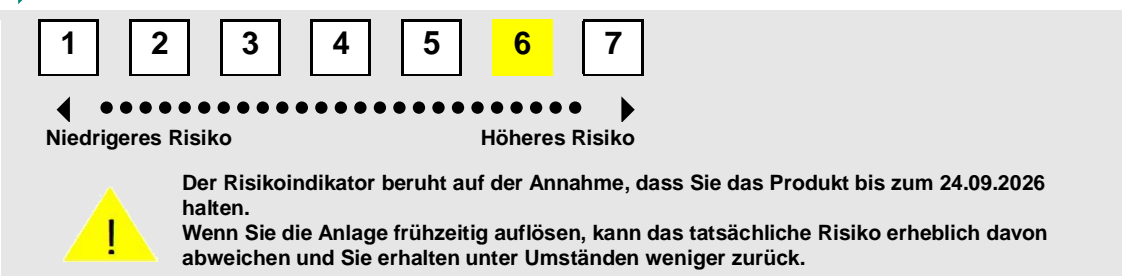 1 2 3 4 5 6 7
Niedrigeres Risiko Höheres Risiko
Der Risikoindikator beruht auf der Annahme, dass Sie das Produkt bis zum 24.09.2026
halten.
Wenn Sie die Anlage frühzeitig auflösen, kann das tatsächliche Risiko erheblich davon
abweichen und Sie erhalten unter Umständen weniger zurück.
!